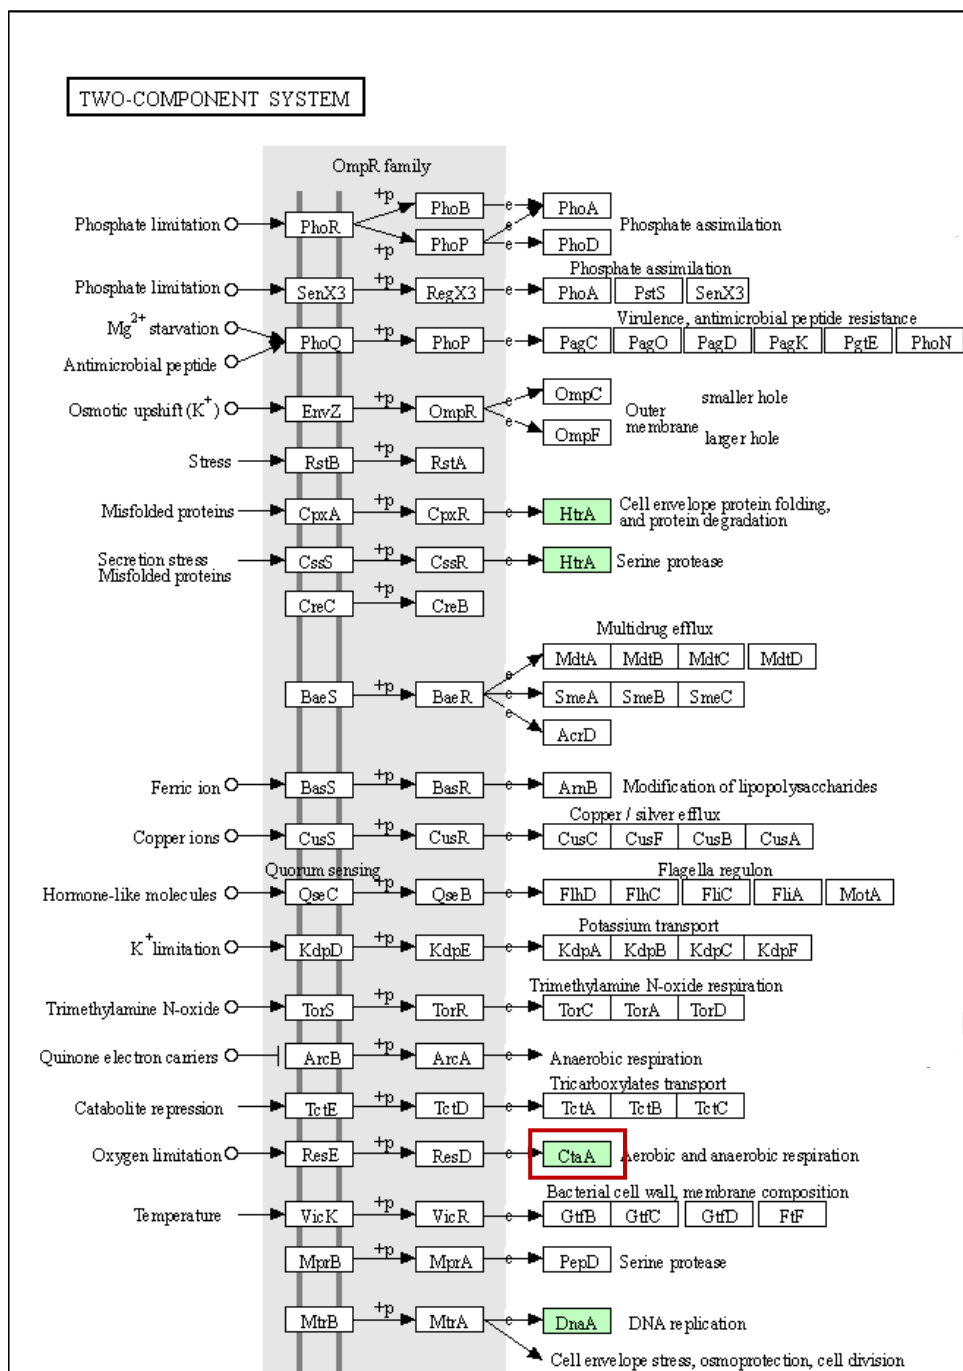 TWO-COMPONENT SYSTEM
OmpR family
Phosphate limitation PhoR +p +p PhoB PhoP e e e PhoA PhoD Phosphate assimilation
Phosphate assimilation
Phosphate limitation SenX3 +p RegX3 e PhoA PstS SenX3
Mg2+ starvation
Virulence, antimicrobial peptide resistance
PhoQ +p PhoP e PagC PagO PagD PagK PgtE PhoN
Antimicrobial peptide
Osmotic upshift (K+) EnvZ +p OmpR e e OmpC OmpF
Outer membrane
smaller hole
larger hole
Stress RstB +p RstA
Misfolded proteins CpxA +p CpxR e HtrA Cell envelope protein folding,
and protein degradation
Secretion stress
Misfolded proteins
CssS +p CssR e HtrA Serine protease
CreC +p CreB
Multidrug efflux
MdtA MdtB MdtC MdtD
BaeS +p BaeR e e e SmeA SmeB SmeC
AcrD
Ferric ion BasS +p BasR e ArnB Modification of lipopolysaccharides
Copper / silver efflux
Copper ions CusS +p CusR e CusC CusF CusB CusA
Quorum sensing
Flagella regulon
Hormone-like molecules QseC +p QseB e FlhD FlhC FliC FliA MotA
Potassium transport
K+ limitation KdpD +p KdpE e KdpA KdpB KdpC KdpF
Trimethylamine N-oxide respiration
Trimethylamine N-oxide TorS +p TorR e TorC TorA TorD
Quinone electron carriers ArcB +p ArcA e Anaerobic respiration
Tricarboxylates transport
Catabolite repression TctE +p TctD e TctA TctB TctC
Oxygen limitation ResE +p ResD e CtaA Aerobic and anaerobic respiration
Bacterial cell wall, membrane composition
Temperature VicK +p VicR e GtfB GtfC GtfD FtF
MprB +p MprA e PepD Serine protease
MtrB +p MtrA e DnaA DNA replication
Cell envelope stress, osmoprotection, cell division